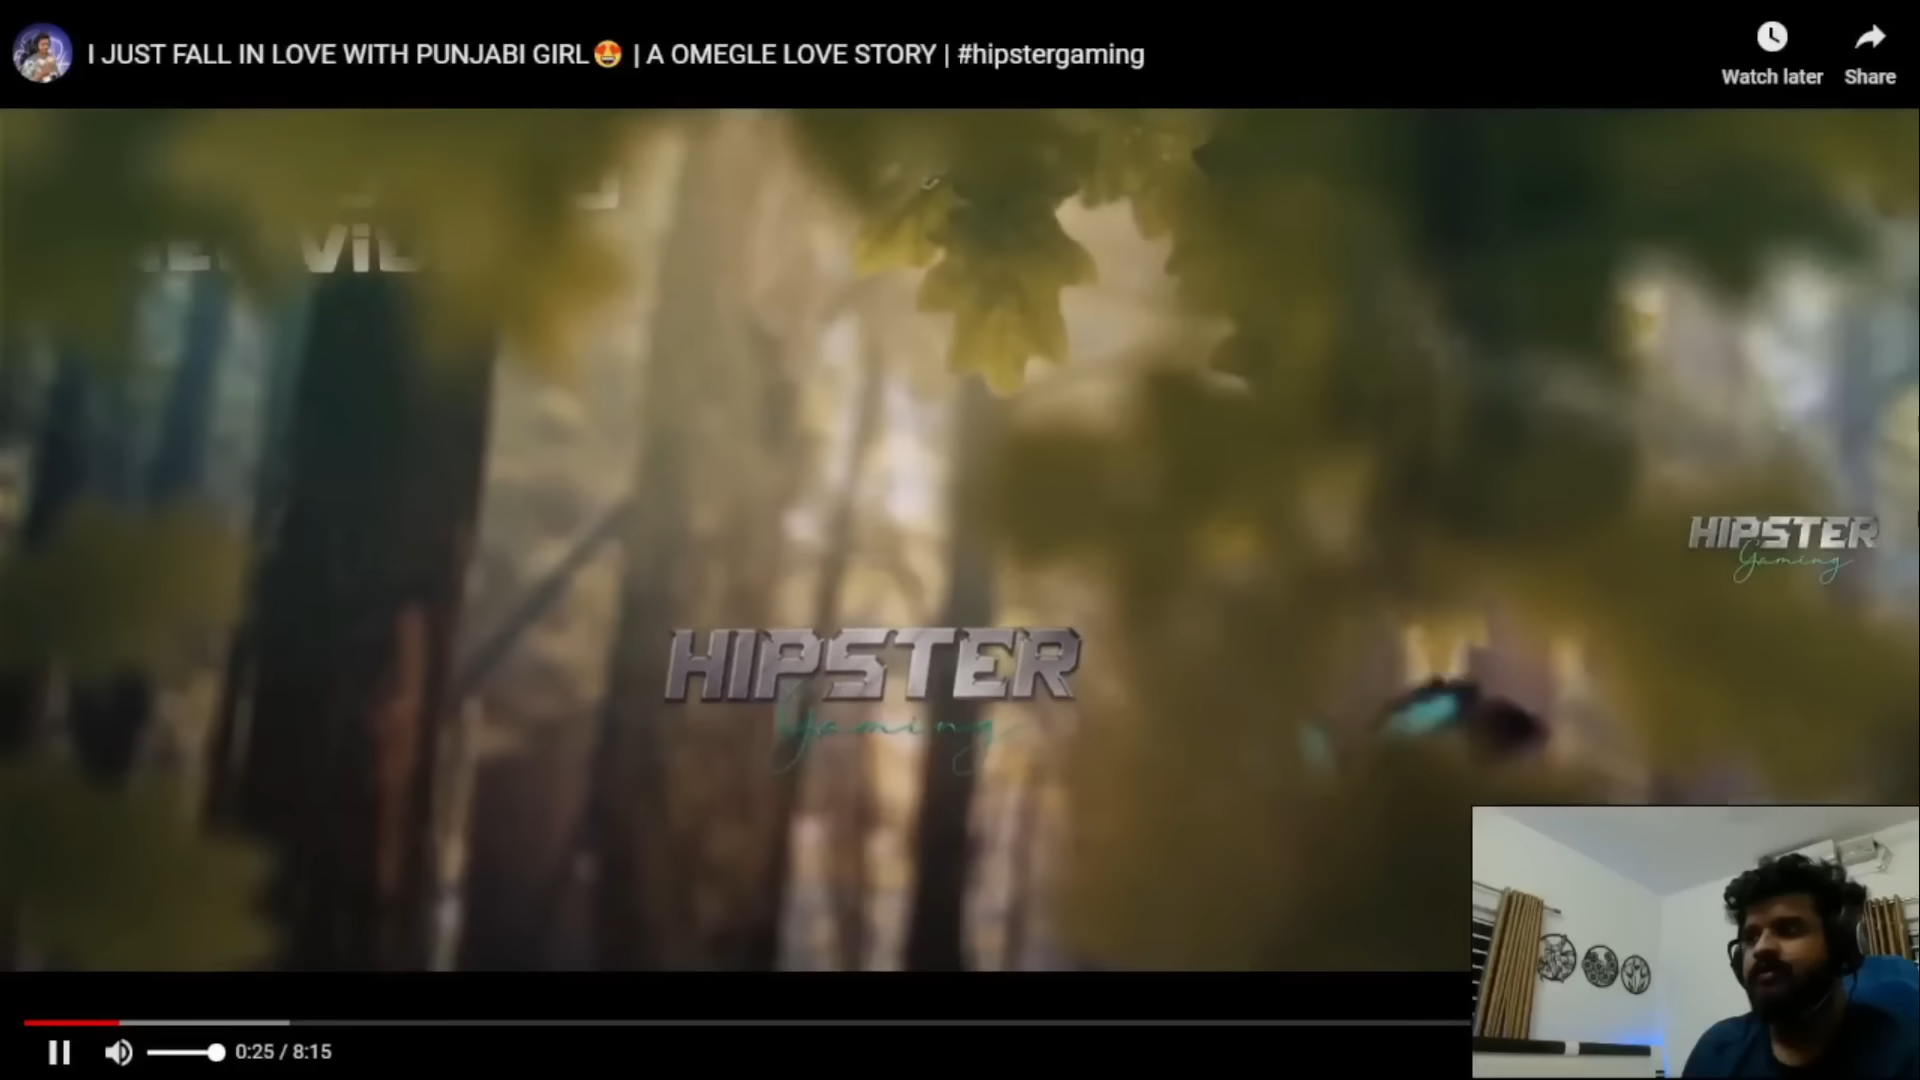 I JUST FALL IN LOVE WITH PUNJABI GIRL😍 | A OMEGLE LOVE STORY | #hipstergaming
Watch later
Share
HIPSTER
Gaming
HIPSTER
Gaming
0:25 / 8:15